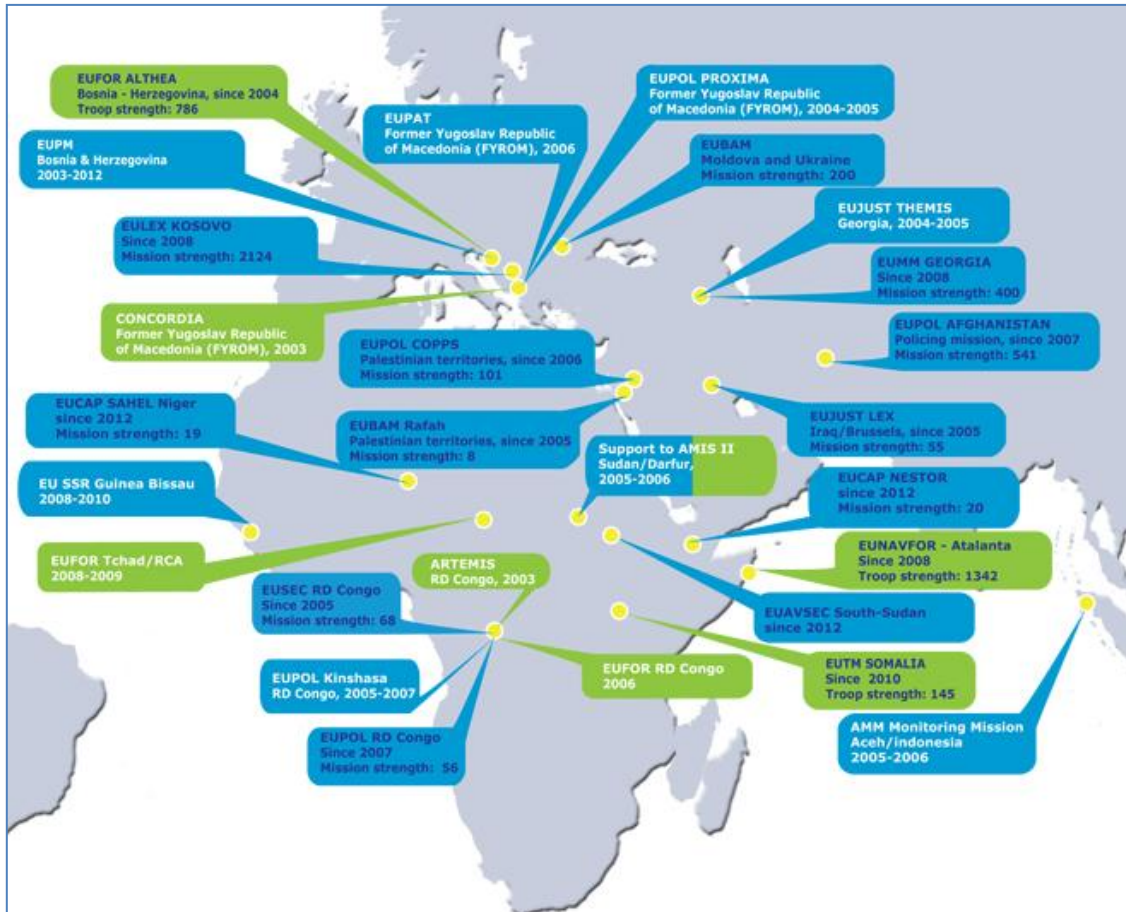 EUFOR ALTHEA
Bosnia - Herzegovina, since 2004
Troop strength: 786
EUPOL PROXIMA
Former Yugoslav Republic
of Macedonia (FYROM), 2004-2005
EUPAT
Former Yugoslav Republic
of Macedonia (FYROM), 2006
EUPM
Bosnia & Herzegovina
2003-2012
EUBAM
Moldova and Ukraine
Mission strength: 200
EUJUST THEMIS
Georgia, 2004-2005
EULEX KOSOVO
Since 2008
Mission strength: 2124
EUMM GEORGIA
Since 2008
Mission strength: 400
CONCORDIA
Former Yugoslav Republic
of Macedonia (FYROM), 2003
EUPOL COPPS
Palestinian territories, since 2006
Mission strength: 101
EUPOL AFGHANISTAN
Policing mission, since 2007
Mission strength: 541
EUCAP SAHEL Niger
since 2012
Mission strength: 19
EUBAM Rafah
Palestinian territories, since 2005
Mission strength: 8
EUJUST LEX
Iraq/Brussels, since 2005
Mission strength: 55
Support to AMIS II
Sudan/Darfur,
2005-2006
EU SSR Guinea Bissau
2008-2010
EUCAP NESTOR
since 2012
Mission strength: 20
EUFOR Tchad/RCA
2008-2009
ARTEMIS
RD Congo, 2003
EUNAVFOR - Atalanta
Since 2008
Troop strength: 1342
EUSEC RD Congo
Since 2005
Mission strength: 68
EUAVSEC South-Sudan
since 2012
EUPOL Kinshasa
RD Congo, 2005-2007
EUFOR RD Congo
2006
EUTM SOMALIA
Since 2010
Troop strength: 145
EUPOL RD Congo
Since 2007
Mission strength: 56
AMM Monitoring Mission
Aceh/indonesia
2005-2006